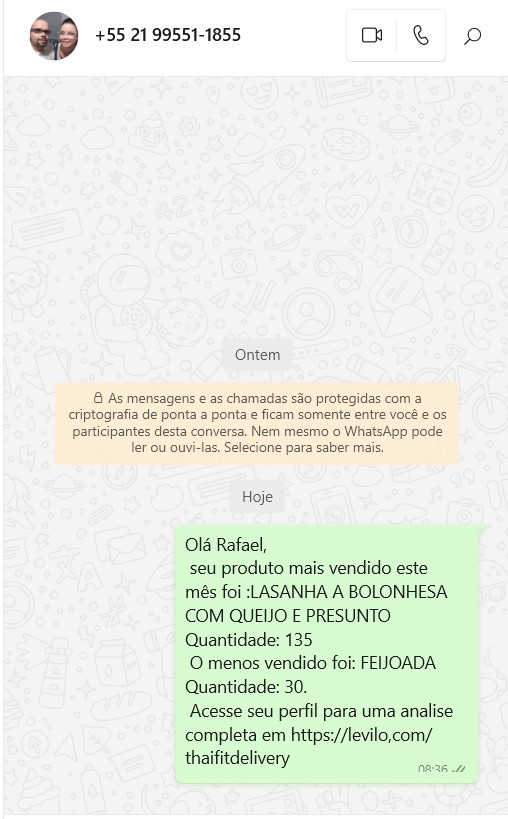 +55 21 99551-1855
Ontem
As mensagens e as chamadas são protegidas com a
criptografia de ponta a ponta e ficam somente entre você e os
participantes desta conversa. Nem mesmo o WhatsApp pode
ler ou ouvi-las. Selecione para saber mais.
Hoje
Olá Rafael,
seu produto mais vendido este
mês foi :LASANHA A BOLONHESA
COM QUEIJO E PRESUNTO
Quantidade: 135
O menos vendido foi: FEIJOADA
Quantidade: 30.
Acesse seu perfil para uma analise
completa em https://levilo,com/
thaifitdelivery
08:36